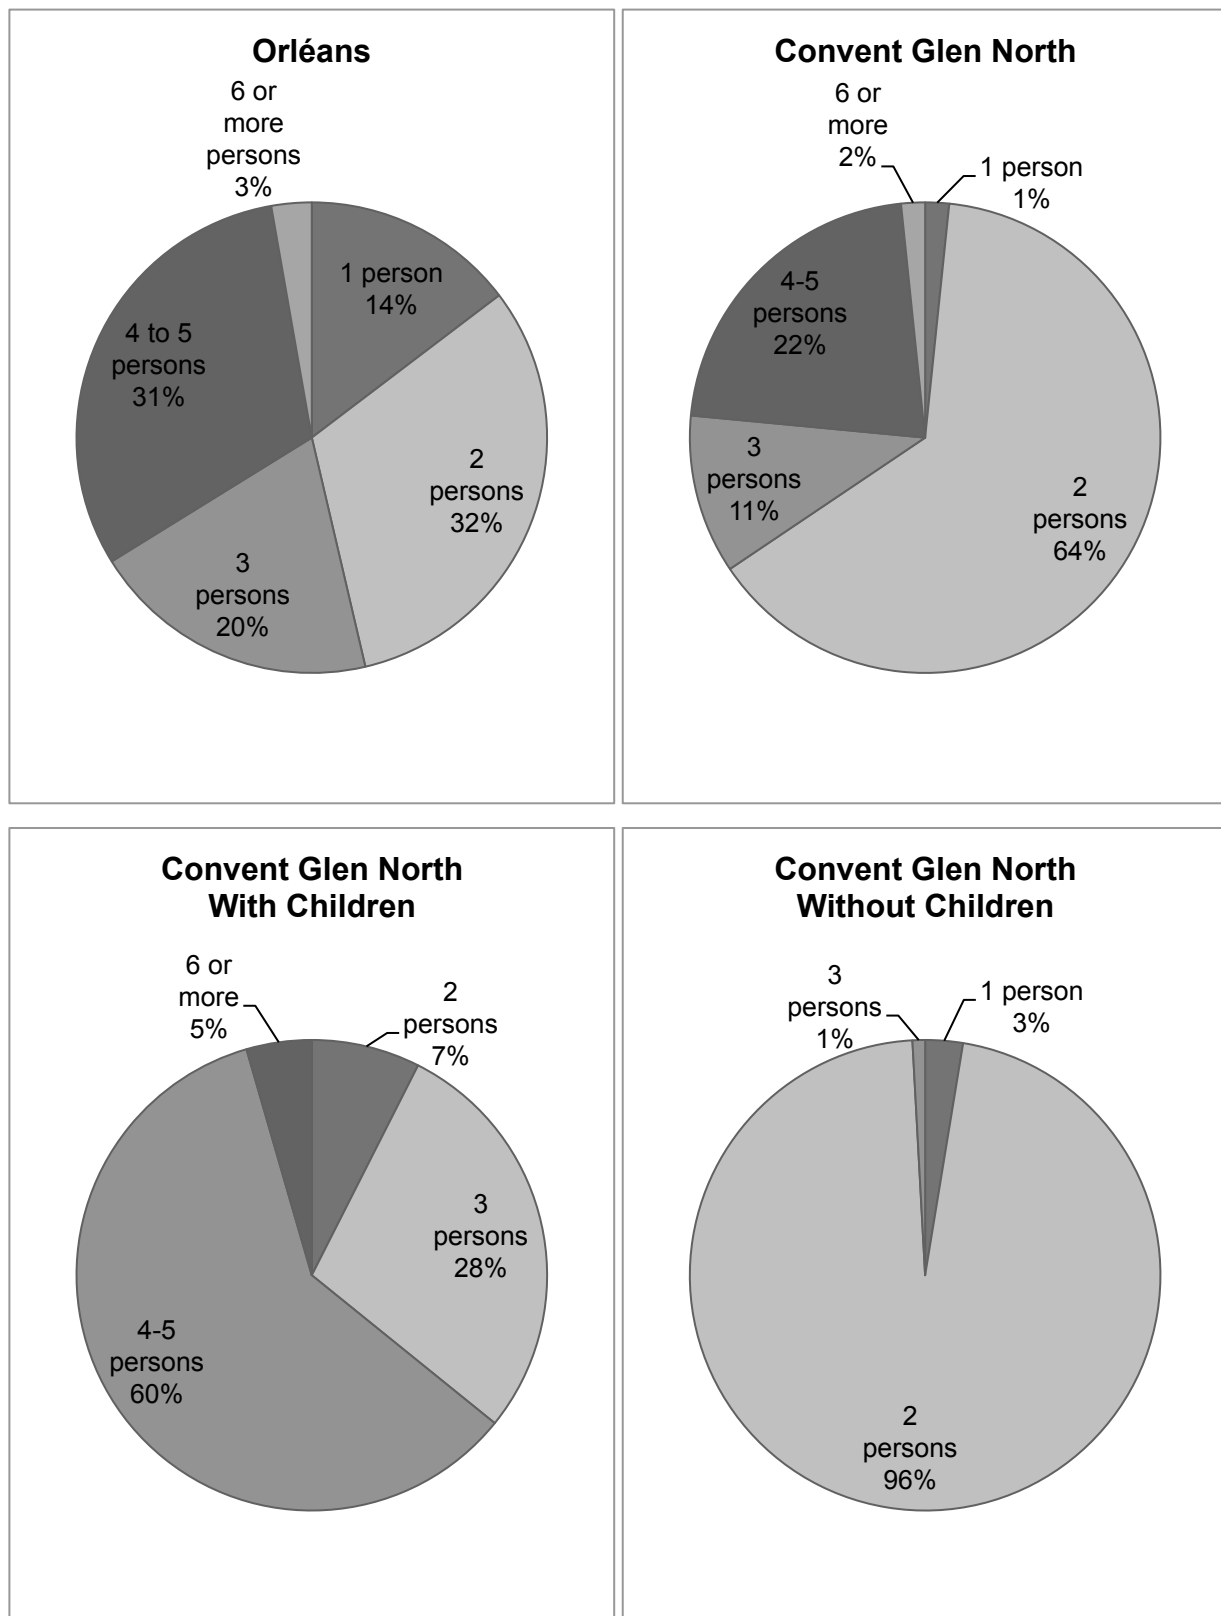 Orléans
6 or
more
persons
3%
1 person
14%
4 to 5
persons
31%
2
persons
32%
3
persons
20%
Convent Glen North
6 or
more
2%
1 person
1%
4-5
persons
22%
3
persons
11%
2
persons
64%
Convent Glen North
With Children
6 or
more
5%
2
persons
7%
3
persons
28%
4-5
persons
60%
Convent Glen North
Without Children
3
persons
1%
1 person
3%
2
persons
96%